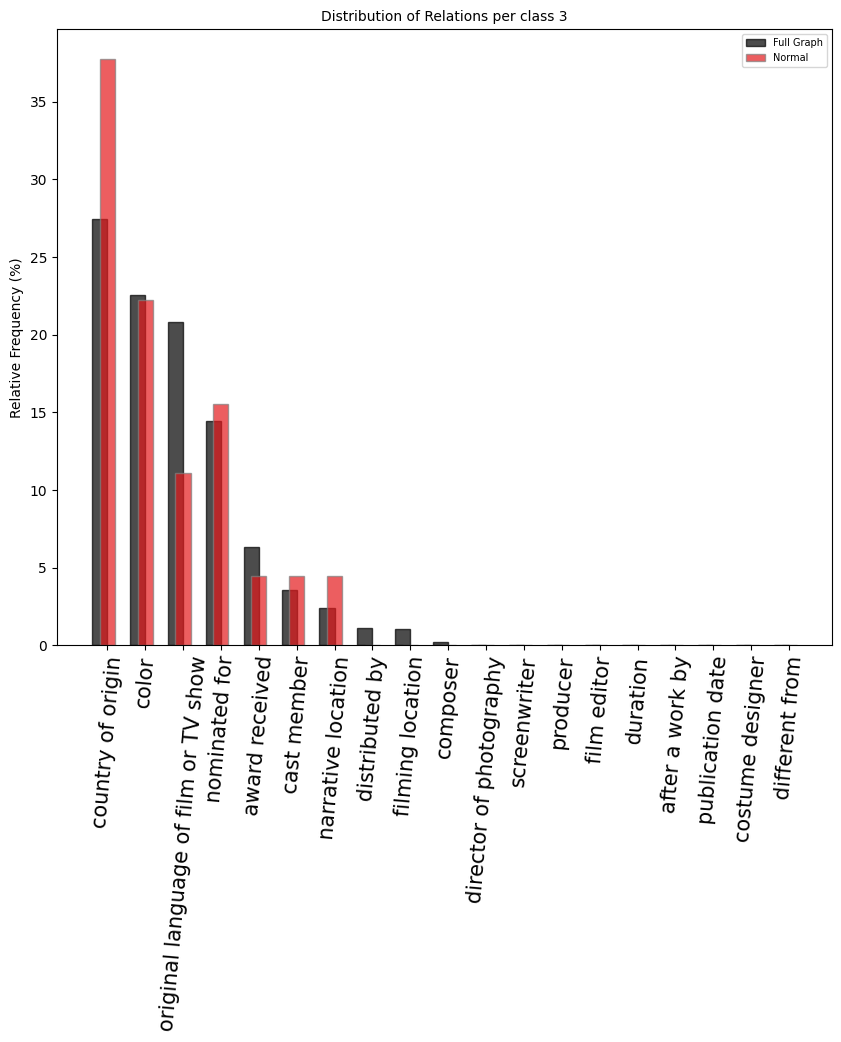 Distribution of Relations per class 3
Full Graph
Normal
Relative Frequency (%)
35
30
25
20
15
10
5
0
country of origin
color
original language of film or TV show
nominated for
award received
cast member
narrative location
distributed by
filming location
composer
director of photography
screenwriter
producer
film editor
duration
after a work by
publication date
costume designer
different from